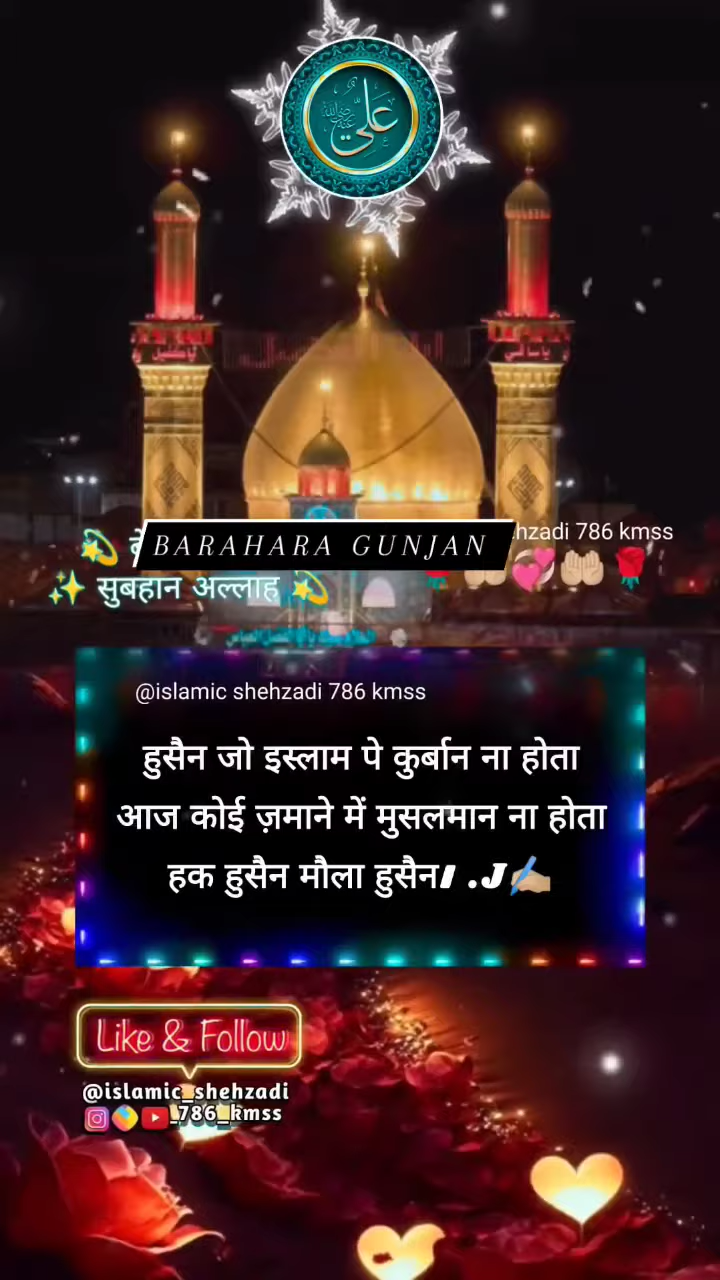 علي
hzadi 786 kmss
BARAHARA GUNJAN
सुबहान अल्लाह
@islamic shehzadi 786 kmss
हुसैन जो इस्लाम पे कुर्बान ना होता
आज कोई ज़माने में मुसलमान ना होता
हक हुसैन मौला हुसैन। .J
Like & Follow
@islamic_shehzadi
_786_kmss